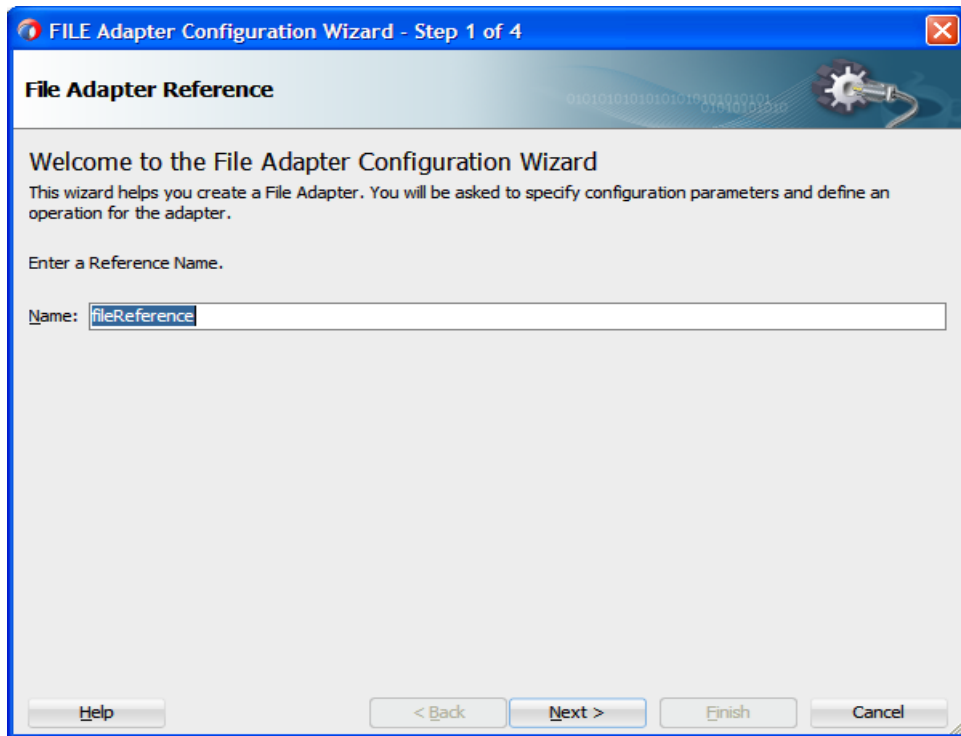 FILE Adapter Configuration Wizard - Step 1 of 4
File Adapter Reference
01010101010101010101010101
01010101010
Welcome to the File Adapter Configuration Wizard
This wizard helps you create a File Adapter. You will be asked to specify configuration parameters and define an
operation for the adapter.
Enter a Reference Name.
Name: fileReference
Help < Back Next > Finish Cancel